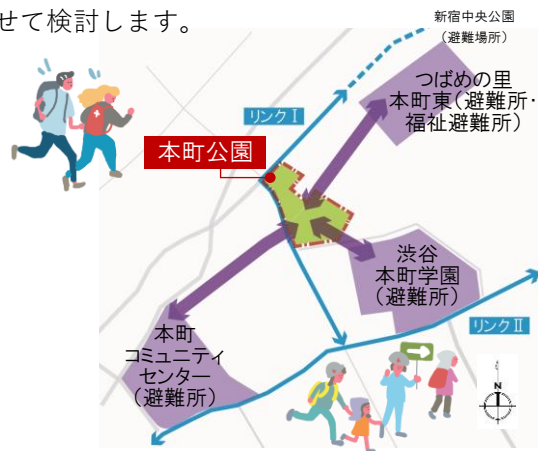 せて検討します。
新宿中央公園
（避難場所）
つばめの里
本町東（避難所・
福祉避難所）
リンクⅠ
本町公園
渋谷
本町学園
（避難所）
リンクⅡ
本町
コミュニティ
センター
（避難所）
N